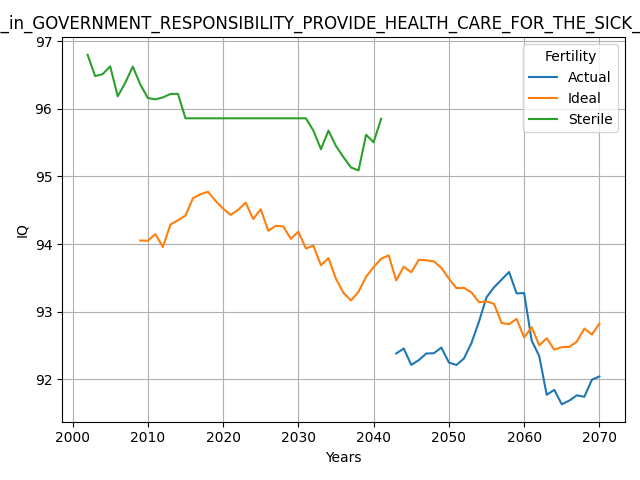 _in_GOVERNMENT_RESPONSIBILITY_PROVIDE_HEALTH_CARE_FOR_THE_SICK_
97
96
95
94
93
92
IQ
Fertility
Actual
Ideal
Sterile
2000 2010 2020 2030 2040 2050 2060 2070
Years